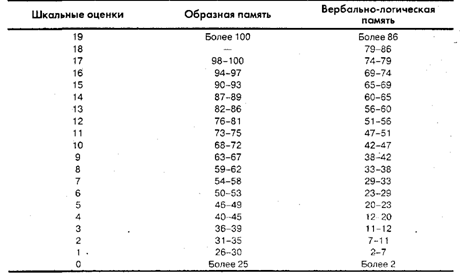 Шкальные оценки Образная память Вербально-логическая память
19 Более 100 Более 86
18 — 79–86
17 98–100 74–79
16 94–97 69–74
15 90–93 65–69
14 87–89 60–65
13 82–86 56–60
12 76–81 51–56
11 73–75 47–51
10 68–72 42–47
9 63–67 38–42
8 59–62 33–38
7 54–58 29–33
6 50–53 23–29
5 46–49 20–23
4 40–45 12–20
3 36–39 11–12
2 31–35 7–11
1 26–30 2–7
0 Более 25 Более 2